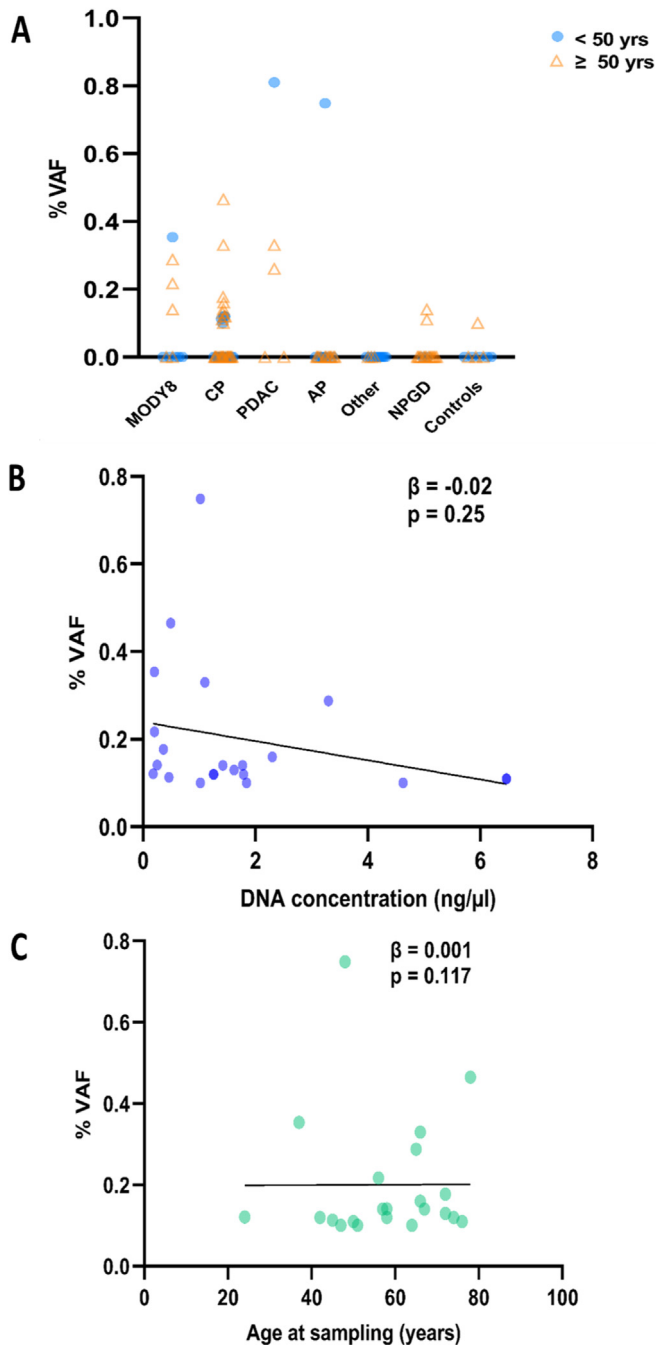 A
1.0
0.8
0.6
0.4
0.2
0.0
% VAF
< 50 yrs
≥ 50 yrs
MODY8
CP
PDAC
AP
Other
NPGD
Controls
B
0.8
0.6
0.4
0.2
0.0
% VAF
β = -0.02
p = 0.25
0 2 4 6 8
DNA concentration (ng/µl)
C
0.8
0.6
0.4
0.2
0.0
% VAF
β = 0.001
p = 0.117
0 20 40 60 80 100
Age at sampling (years)